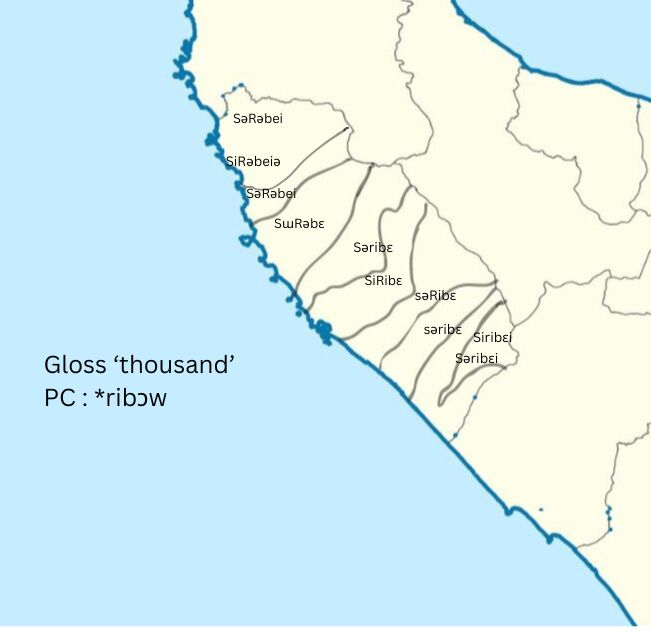 SəRəbei
SiRəbeiə
SəRəbei
SɯRəbɛ
Səribɛ
SiRibɛ
səRibɛ
səribɛ
Siribɛi
Səribɛi
Gloss ‘thousand’
PC : *ribɔw